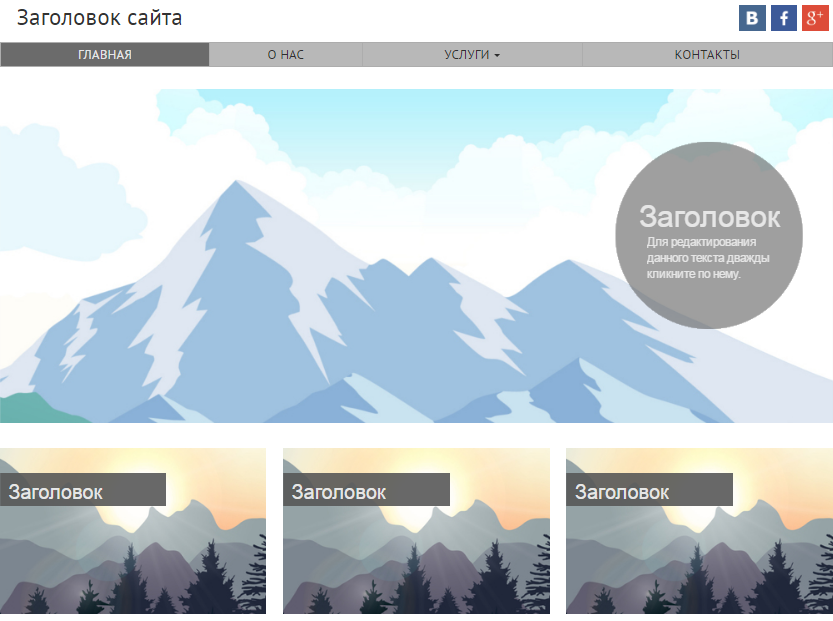 Заголовок сайта
B f g+
ГЛАВНАЯ О НАС УСЛУГИ КОНТАКТЫ
Заголовок
Для редактирования
данного текста дважды
кликните по нему.
Заголовок Заголовок Заголовок